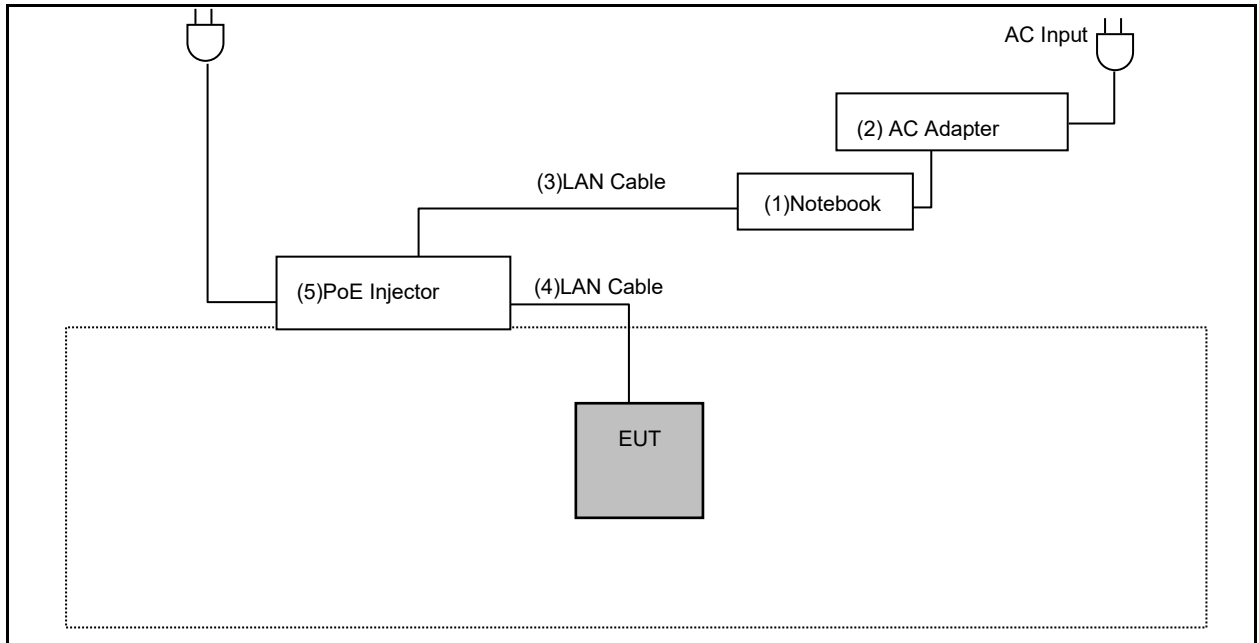 AC Input
(2) AC Adapter
(3)LAN Cable
(1)Notebook
(5)PoE Injector
(4)LAN Cable
EUT